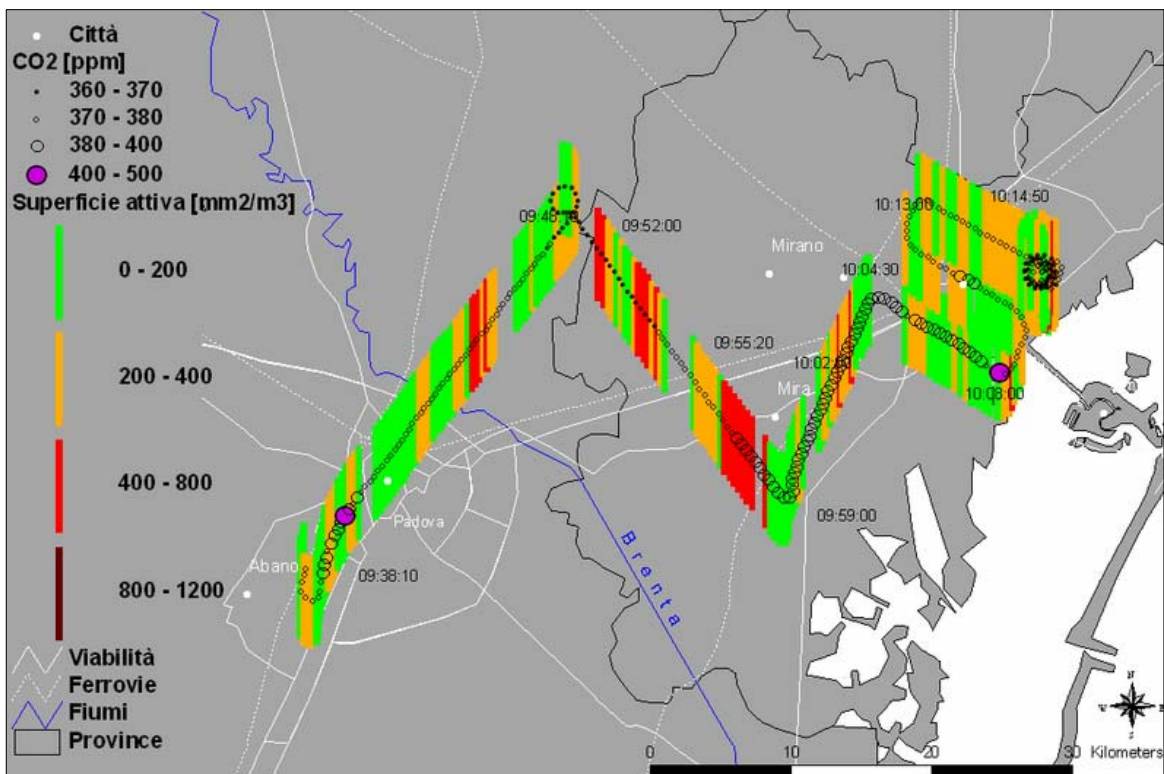 Città
CO2 [ppm]
360 - 370
370 - 380
380 - 400
400 - 500
Superficie attiva [mm2/m3]
0 - 200
200 - 400
400 - 800
800 - 1200
Viabilità
Ferrovie
Fiumi
Province
09:52:00
10:13:00
10:14:50
Mirano
10:04:30
09:55:20
10:02:00
Mira
10:08:00
Padova
09:59:00
Abano
09:38:10
Brenta
N
W
E
S
0 10 20 30 Kilometers